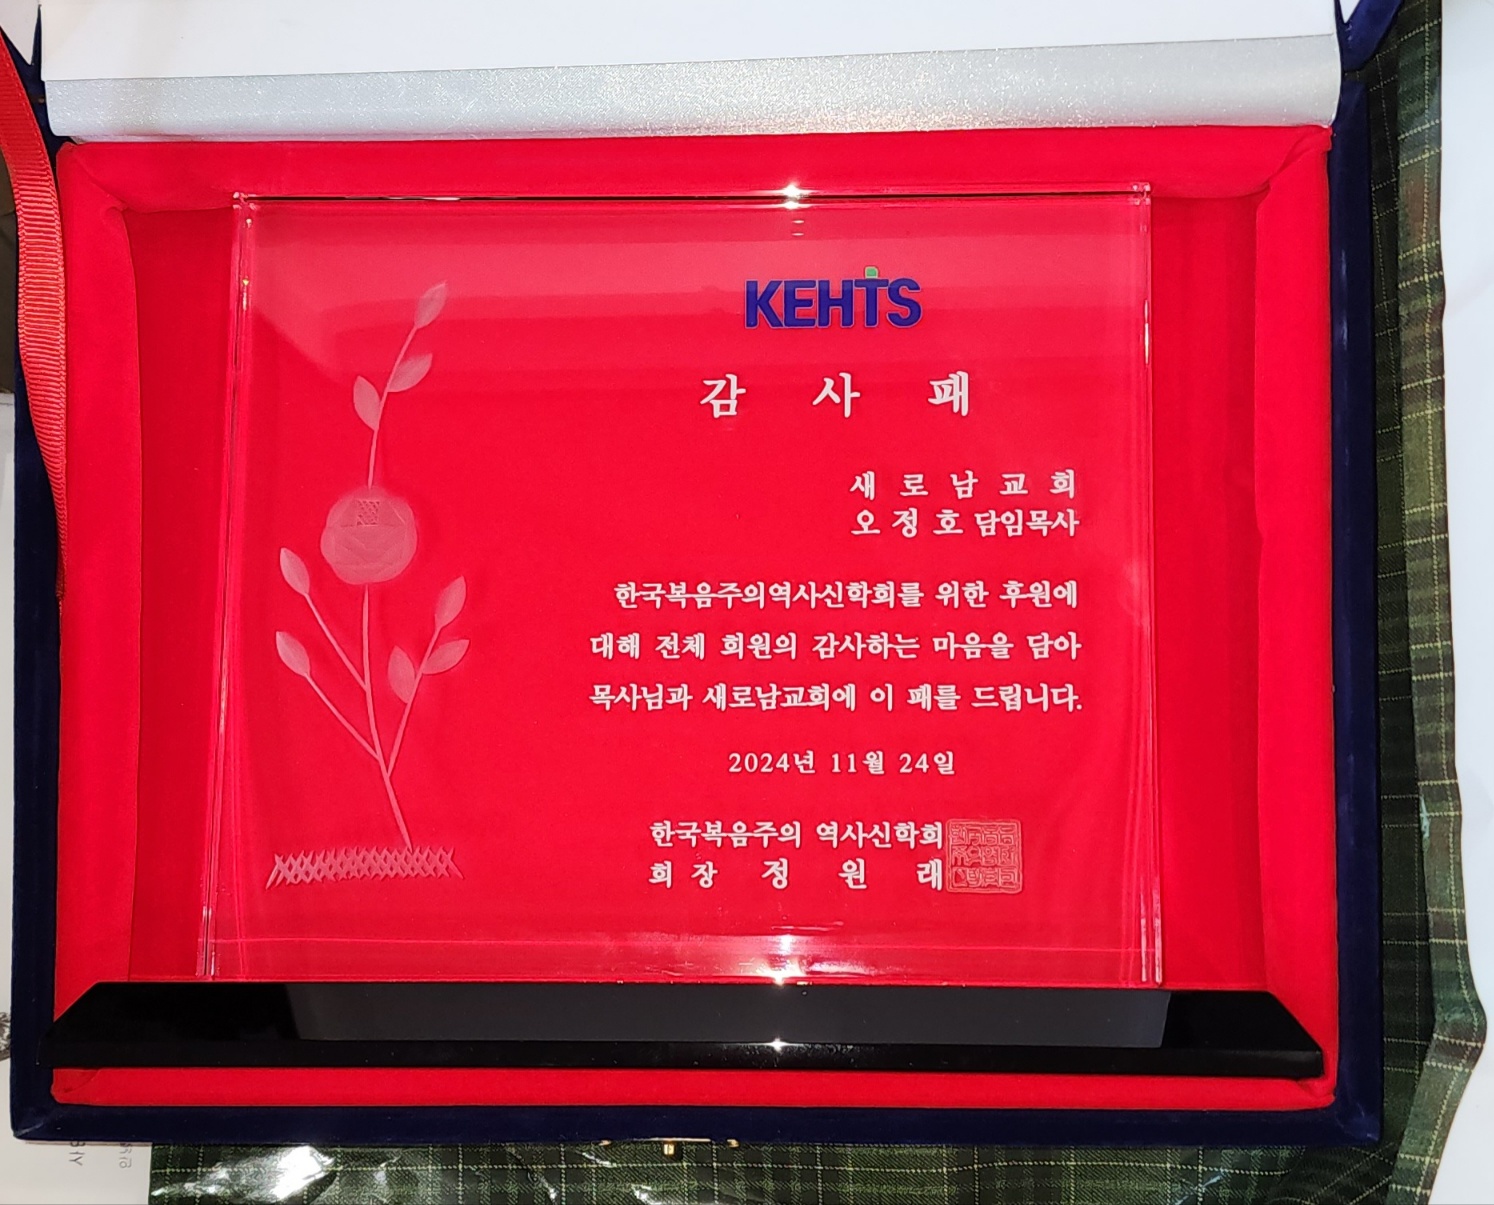 KEHTS
감 사 패
새 로 남 교 회
오 정 호 담임목사
한국복음주의역사신학회를 위한 후원에
대해 전체 회원의 감사하는 마음을 담아
목사님과 새로남교회에 이 패를 드립니다.
2024년 11월 24일
한국복음주의 역사신학회
회 장 정 원 래